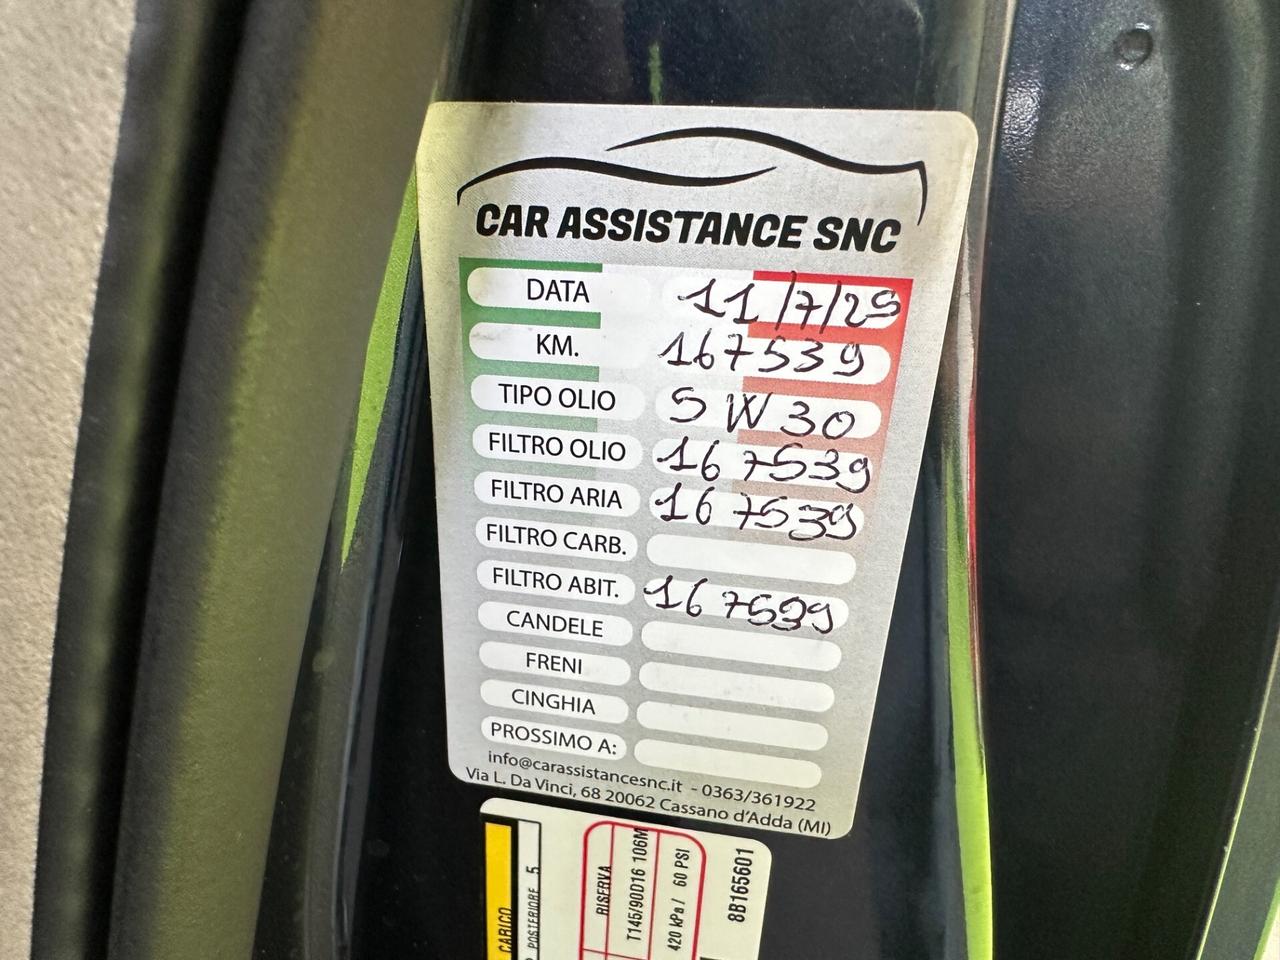 CAR ASSISTANCE SNC
DATA 11/7/25
KM. 167539
TIPO OLIO 5W30
FILTRO OLIO 167539
FILTRO ARIA 167539
FILTRO CARB.
FILTRO ABIT. 167539
CANDELE
FRENI
CINGHIA
PROSSIMO A:
info@carassistancesnc.it - 0363/361922
Via L. Da Vinci, 68 20062 Cassano d'Adda (MI)
CARICO
POSTERIORE 5
RISERVA
T145/90D16 106M
420 kPa / 60 PSI
8B165601